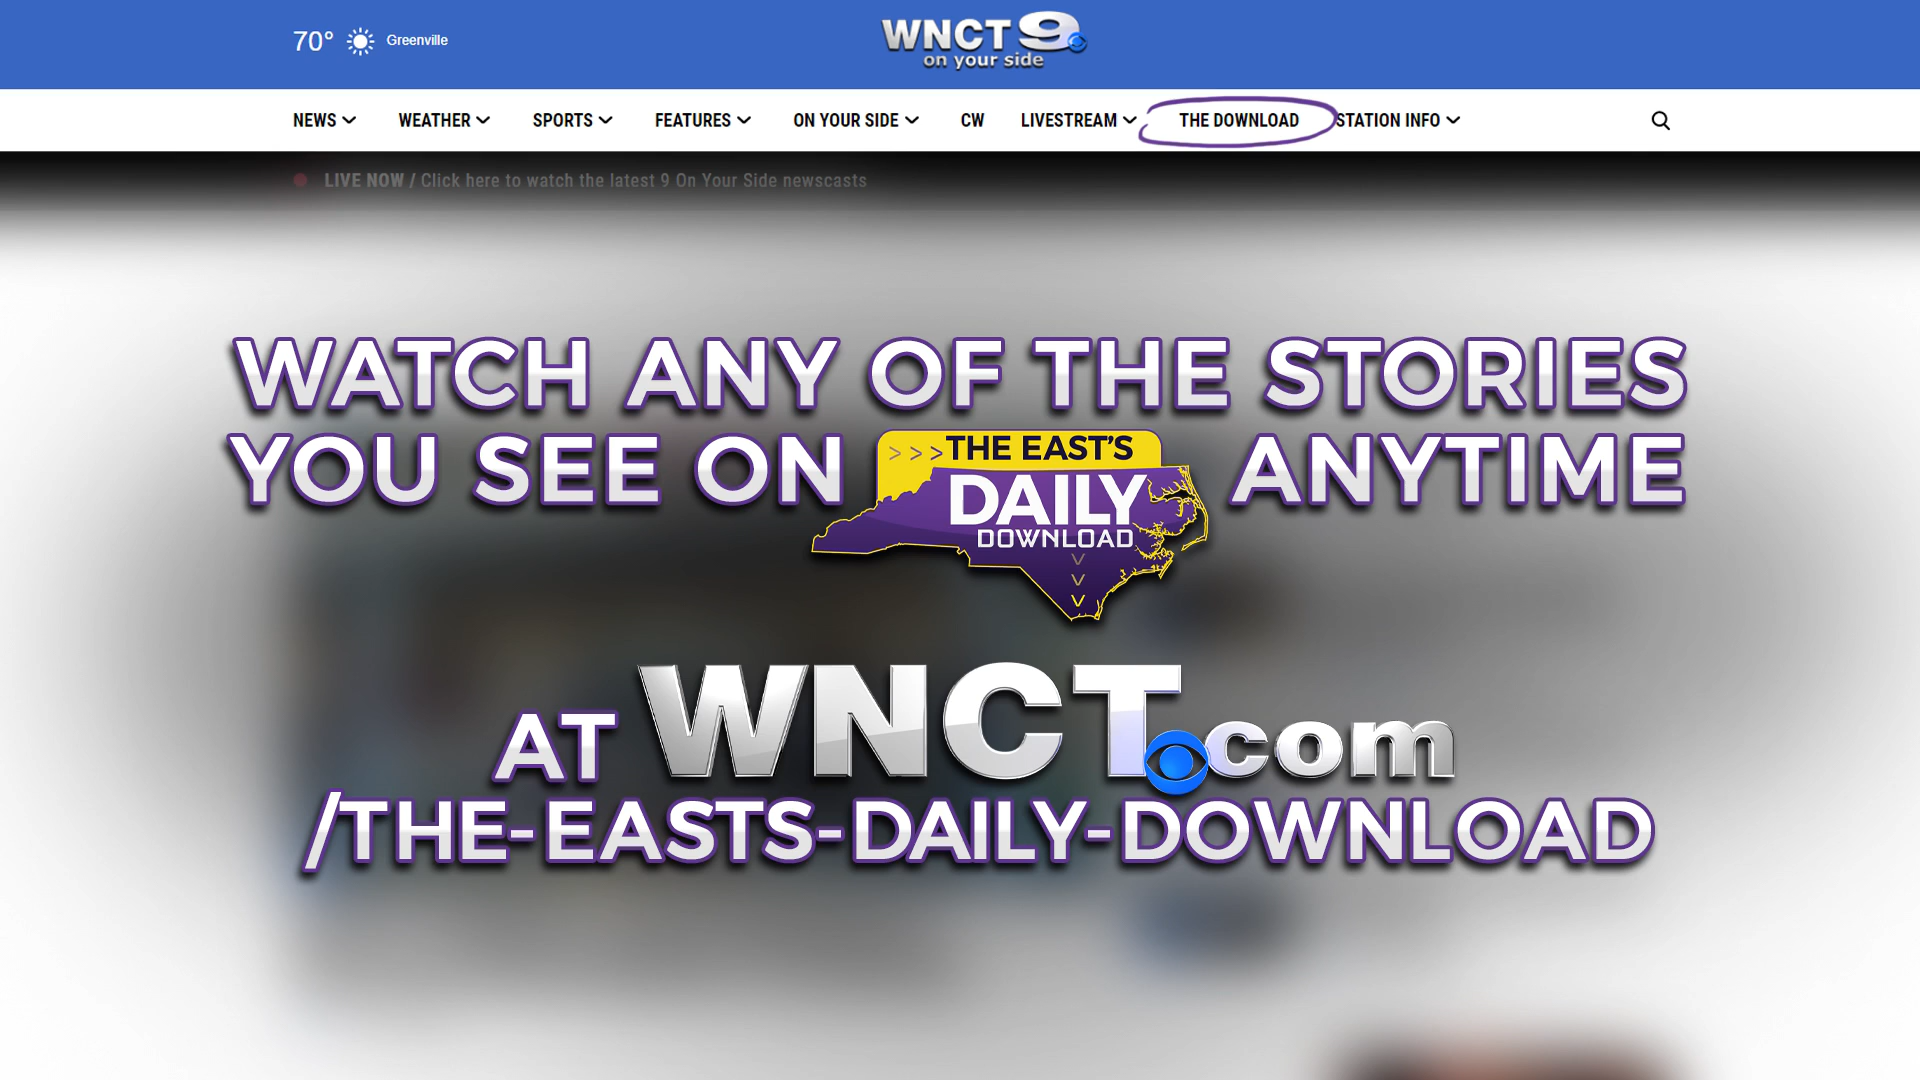 70° Greenville
WNCT 9
on your side
NEWS WEATHER SPORTS FEATURES ON YOUR SIDE CW LIVESTREAM THE DOWNLOAD STATION INFO
LIVE NOW / Click here to watch the latest 9 On Your Side newscasts
WATCH ANY OF THE STORIES
YOU SEE ON >>>THE EAST'S DAILY DOWNLOAD ANYTIME
AT WNCT.com
/THE-EASTS-DAILY-DOWNLOAD